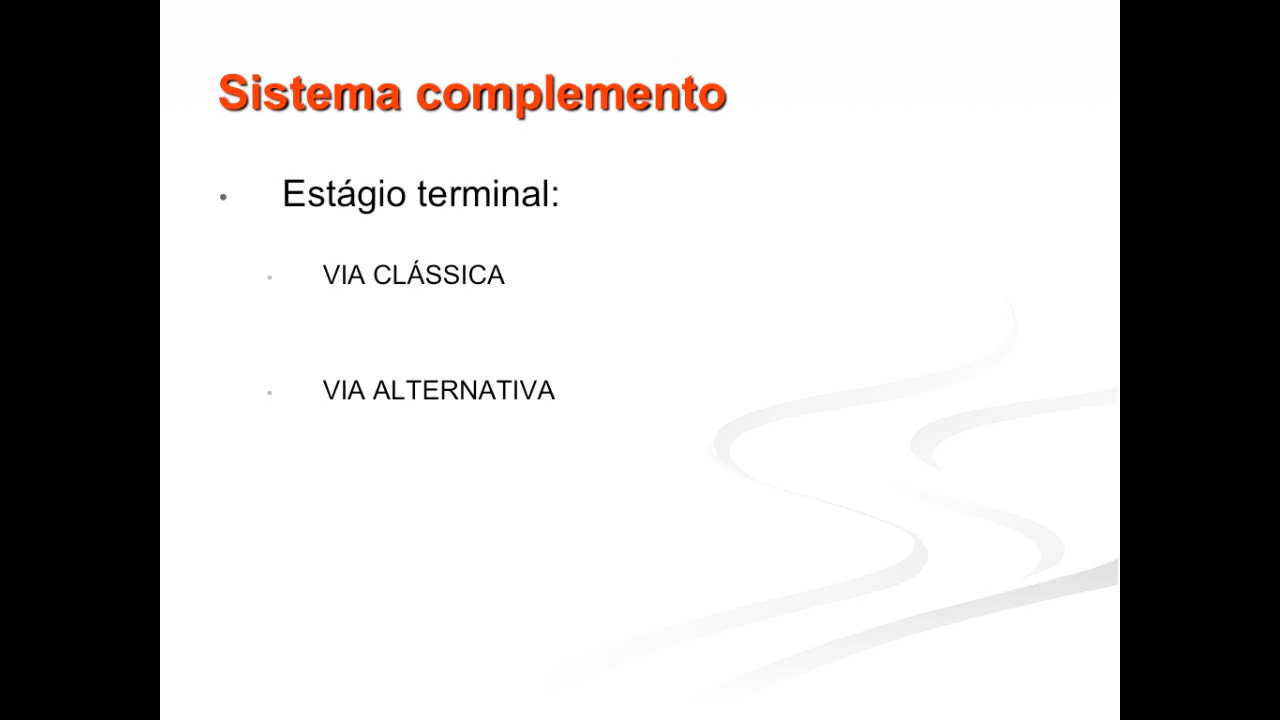 Sistema complemento
• Estágio terminal:
• VIA CLÁSSICA
• VIA ALTERNATIVA